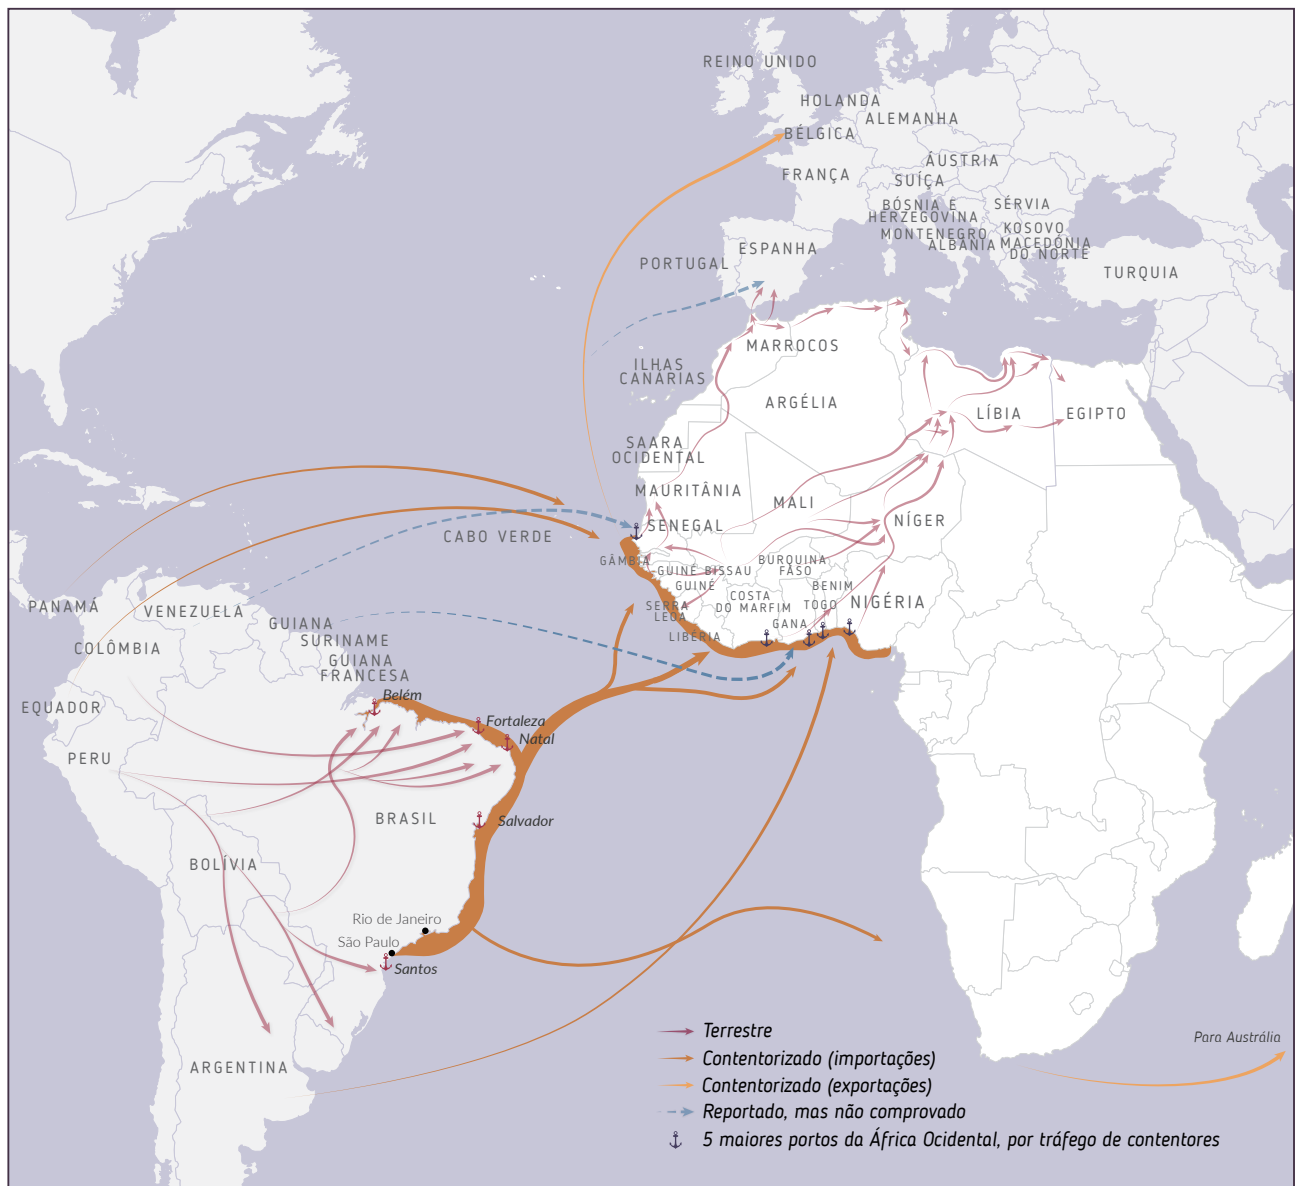 REINO UNIDO
HOLANDA
ALEMANHA
BÉLGICA
ÁUSTRIA
FRANÇA
SUÍÇA
BÓSNIA E
HERZEGOVINA
SÉRVIA
MONTENEGRO
KOSOVO
ALBANIA
MACEDÓNIA
DO NORTE
ESPANHA
PORTUGAL
TURQUIA
MARROCOS
ILHAS
CANÁRIAS
ARGÉLIA
LÍBIA
EGIPTO
SAARA
OCIDENTAL
MAURITÂNIA
MALI
NÍGER
SENEGAL
CABO VERDE
GÂMBIA
GUINÉ BISSAU
BURQUINA
FASO
GUINÉ
BENIM
COSTA
DO MARFIM
TOGO
NIGÉRIA
SERRA
LEOA
GANA
LIBÉRIA
PANAMÁ
VENEZUELA
GUIANA
SURINAME
COLÔMBIA
GUIANA
FRANCESA
EQUADOR
Belém
Fortaleza
Natal
PERU
BRASIL
Salvador
BOLÍVIA
Rio de Janeiro
São Paulo
Santos
ARGENTINA
Para Austrália
Terrestre
Contentorizado (importações)
Contentorizado (exportações)
Reportado, mas não comprovado
5 maiores portos da África Ocidental, por tráfego de contentores